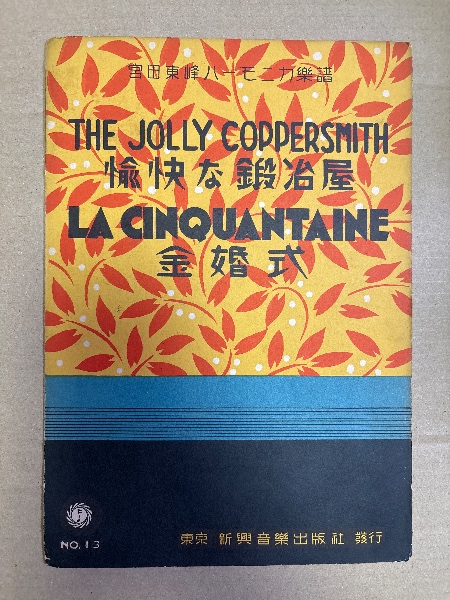 宮田東峰ハーモニカ樂譜
THE JOLLY COPPERSMITH
愉快な鍛冶屋
LA CINQUANTAINE
金婚式
NO.13
東京 新興音樂出版社 發行